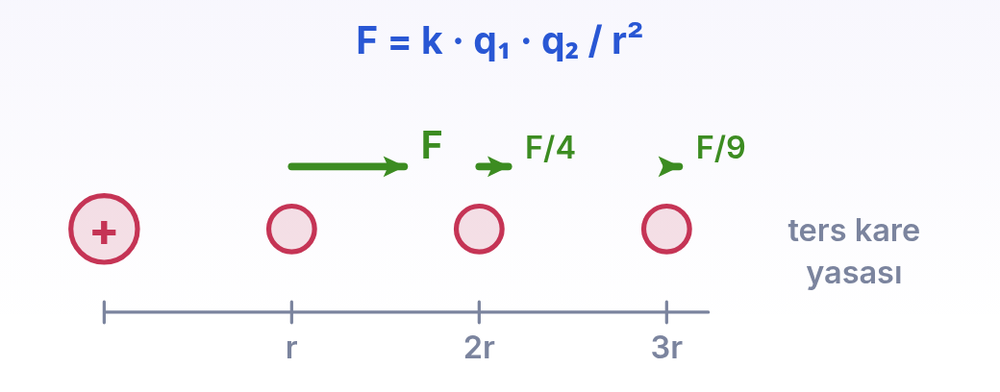 F = k · q₁ · q₂ / r²
F
F/4
F/9
+
ters kare
yasası
r
2r
3r